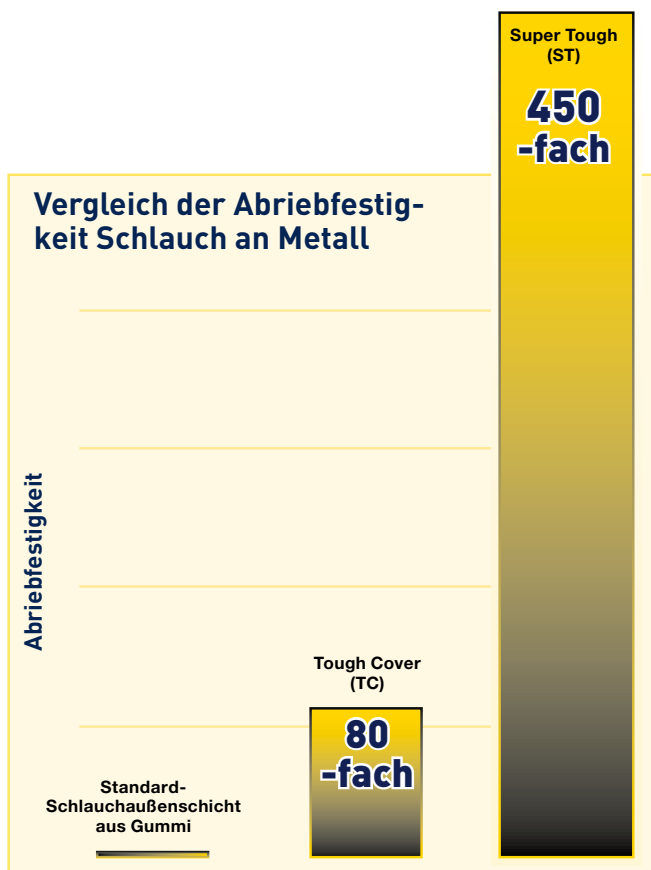 Super Tough
(ST)
450
-fach
Vergleich der Abriebfestig-
keit Schlauch an Metall
Abriebfestigkeit
Tough Cover
(TC)
80
-fach
Standard-
Schlauchaußenschicht
aus Gummi